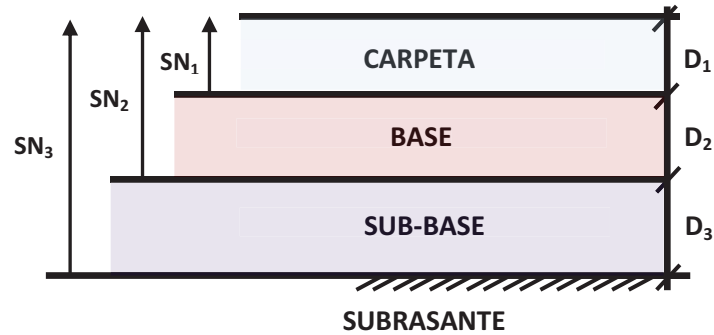 CARPETA
D1
SN1
SN2
BASE
D2
SN3
SUB-BASE
D3
SUBRASANTE